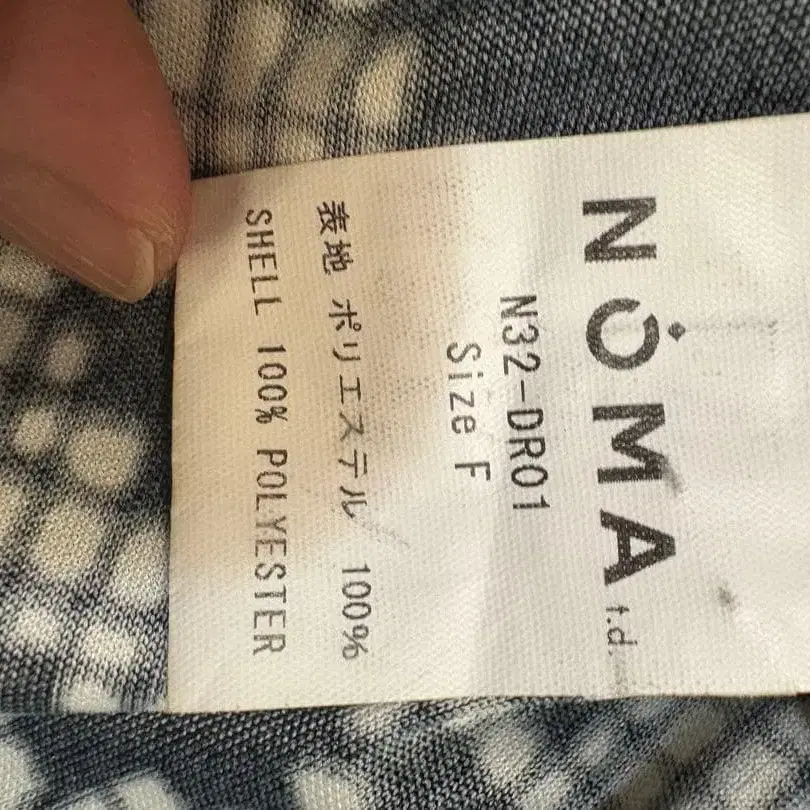 NOMA t.d.
N32-DR01
Size F
表地 ポリエステル 100%
SHELL 100% POLYESTER